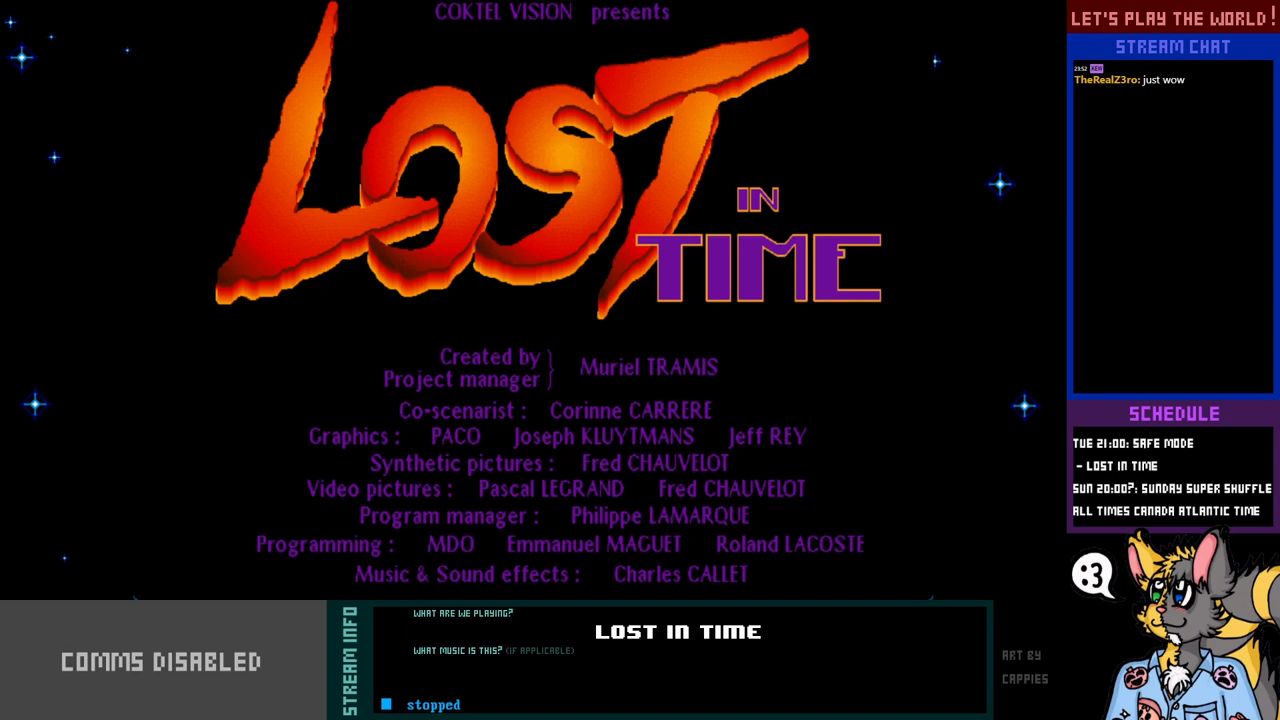 COKTEL VISION presents
LOST
IN
TIME
Created by
Project manager
Muriel TRAMIS
Co-scenarist : Corinne CARRERE
Graphics : PACO Joseph KLUYTMANS Jeff REY
Synthetic pictures : Fred CHAUVELOT
Video pictures : Pascal LEGRAND Fred CHAUVELOT
Program manager : Philippe LAMARQUE
Programming : MDO Emmanuel MAGUET Roland LACOSTE
Music & Sound effects : Charles CALLET
LET'S PLAY THE WORLD!
STREAM CHAT
23:52 NEW
TheRealZ3ro: just wow
SCHEDULE
TUE 21:00: SAFE MODE
- LOST IN TIME
SUN 20:00?: SUNDAY SUPER SHUFFLE
ALL TIMES CANADA ATLANTIC TIME
:3
COMMS DISABLED
STREAM INFO
WHAT ARE WE PLAYING?
LOST IN TIME
WHAT MUSIC IS THIS? (IF APPLICABLE)
stopped
ART BY
CAPPIES